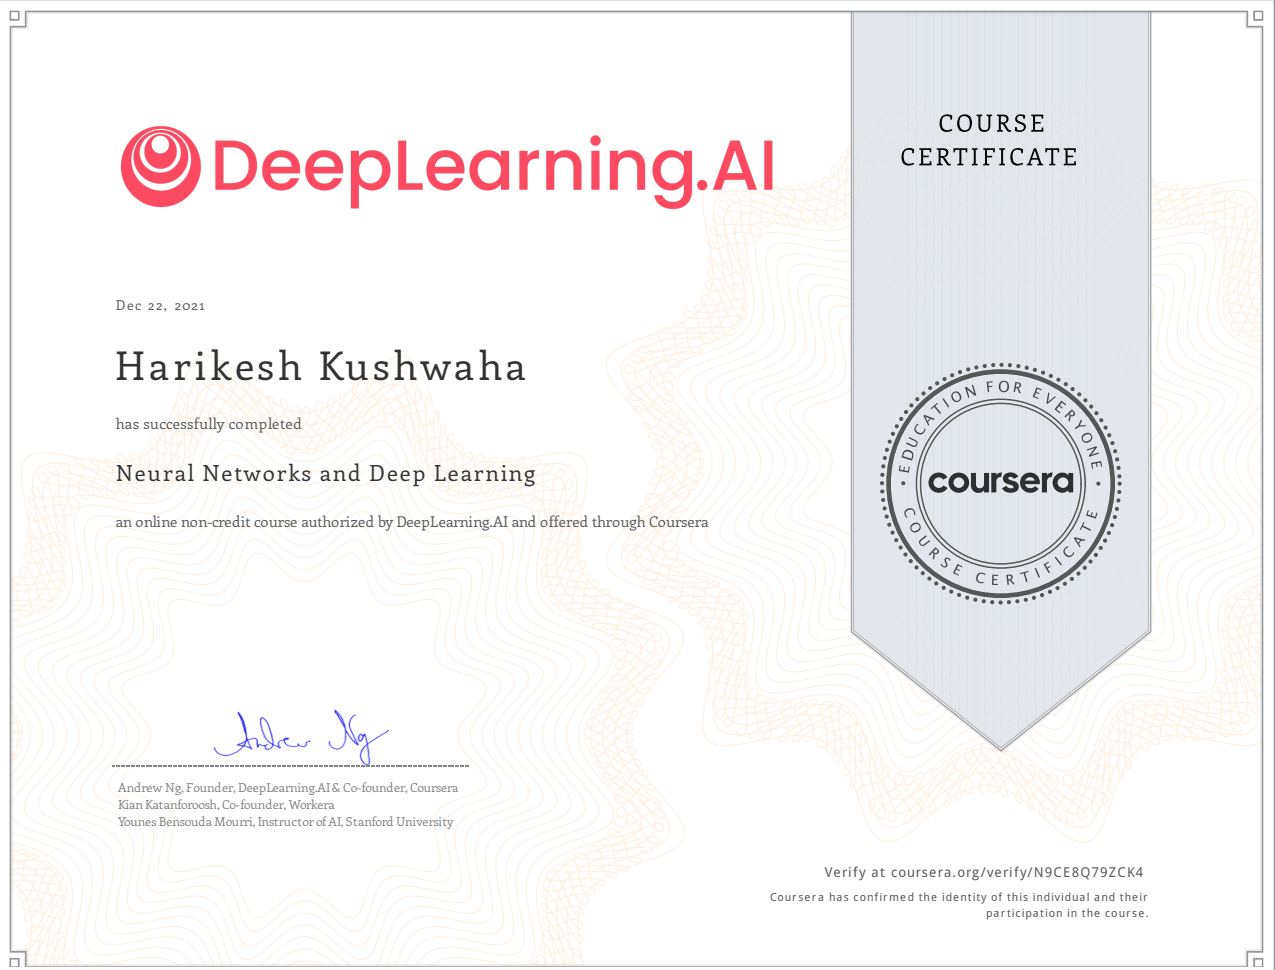 DeepLearning.AI
COURSE
CERTIFICATE
Dec 22, 2021
Harikesh Kushwaha
has successfully completed
Neural Networks and Deep Learning
an online non-credit course authorized by DeepLearning.AI and offered through Coursera
EDUCATION FOR EVERYONE
coursera
COURSE CERTIFICATE
Andrew Ng
Andrew Ng, Founder, DeepLearning.AI & Co-founder, Coursera
Kian Katanforoosh, Co-founder, Workera
Younes Bensouda Mourri, Instructor of AI, Stanford University
Verify at coursera.org/verify/N9CE8Q79ZCK4
Coursera has confirmed the identity of this individual and their
participation in the course.